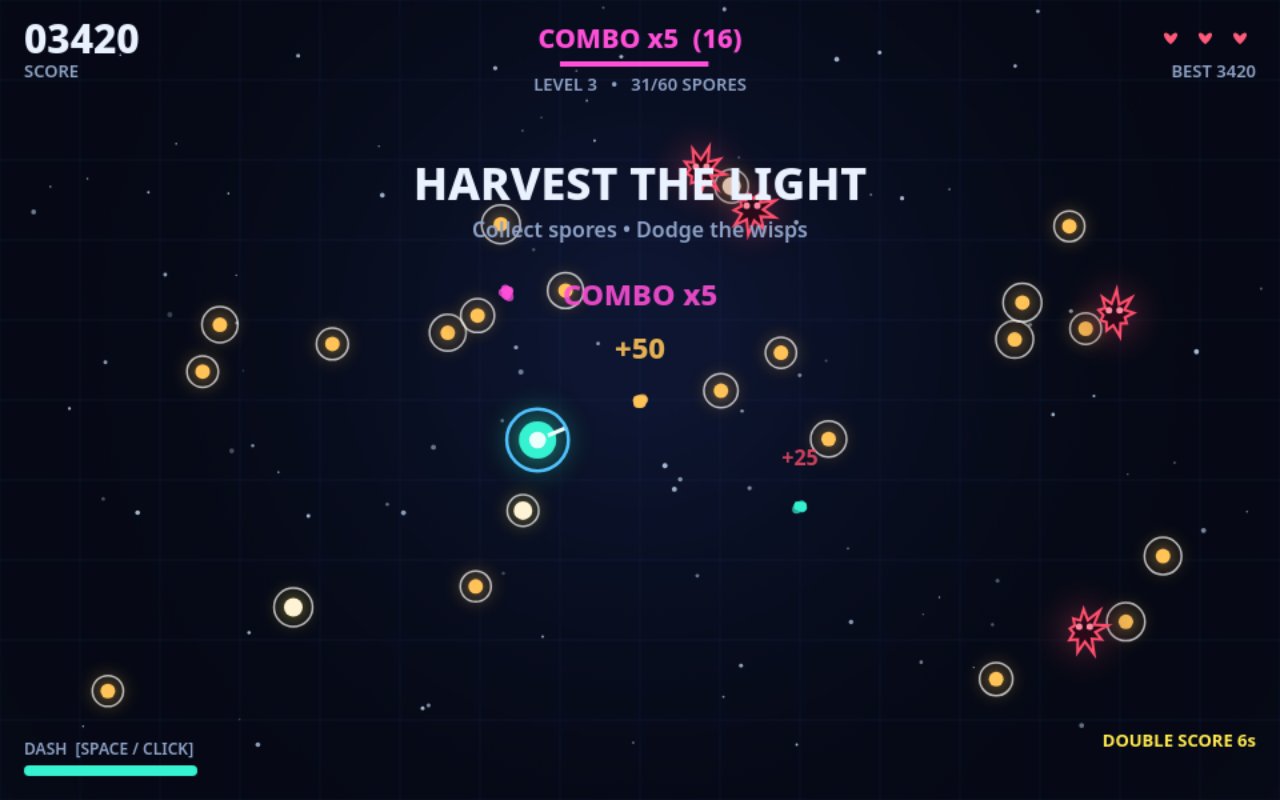 03420
SCORE
COMBO x5 (16)
LEVEL 3 • 31/60 SPORES
BEST 3420
HARVEST THE LIGHT
Collect spores • Dodge the wisps
COMBO x5
+50
+25
DASH [SPACE / CLICK]
DOUBLE SCORE 6s